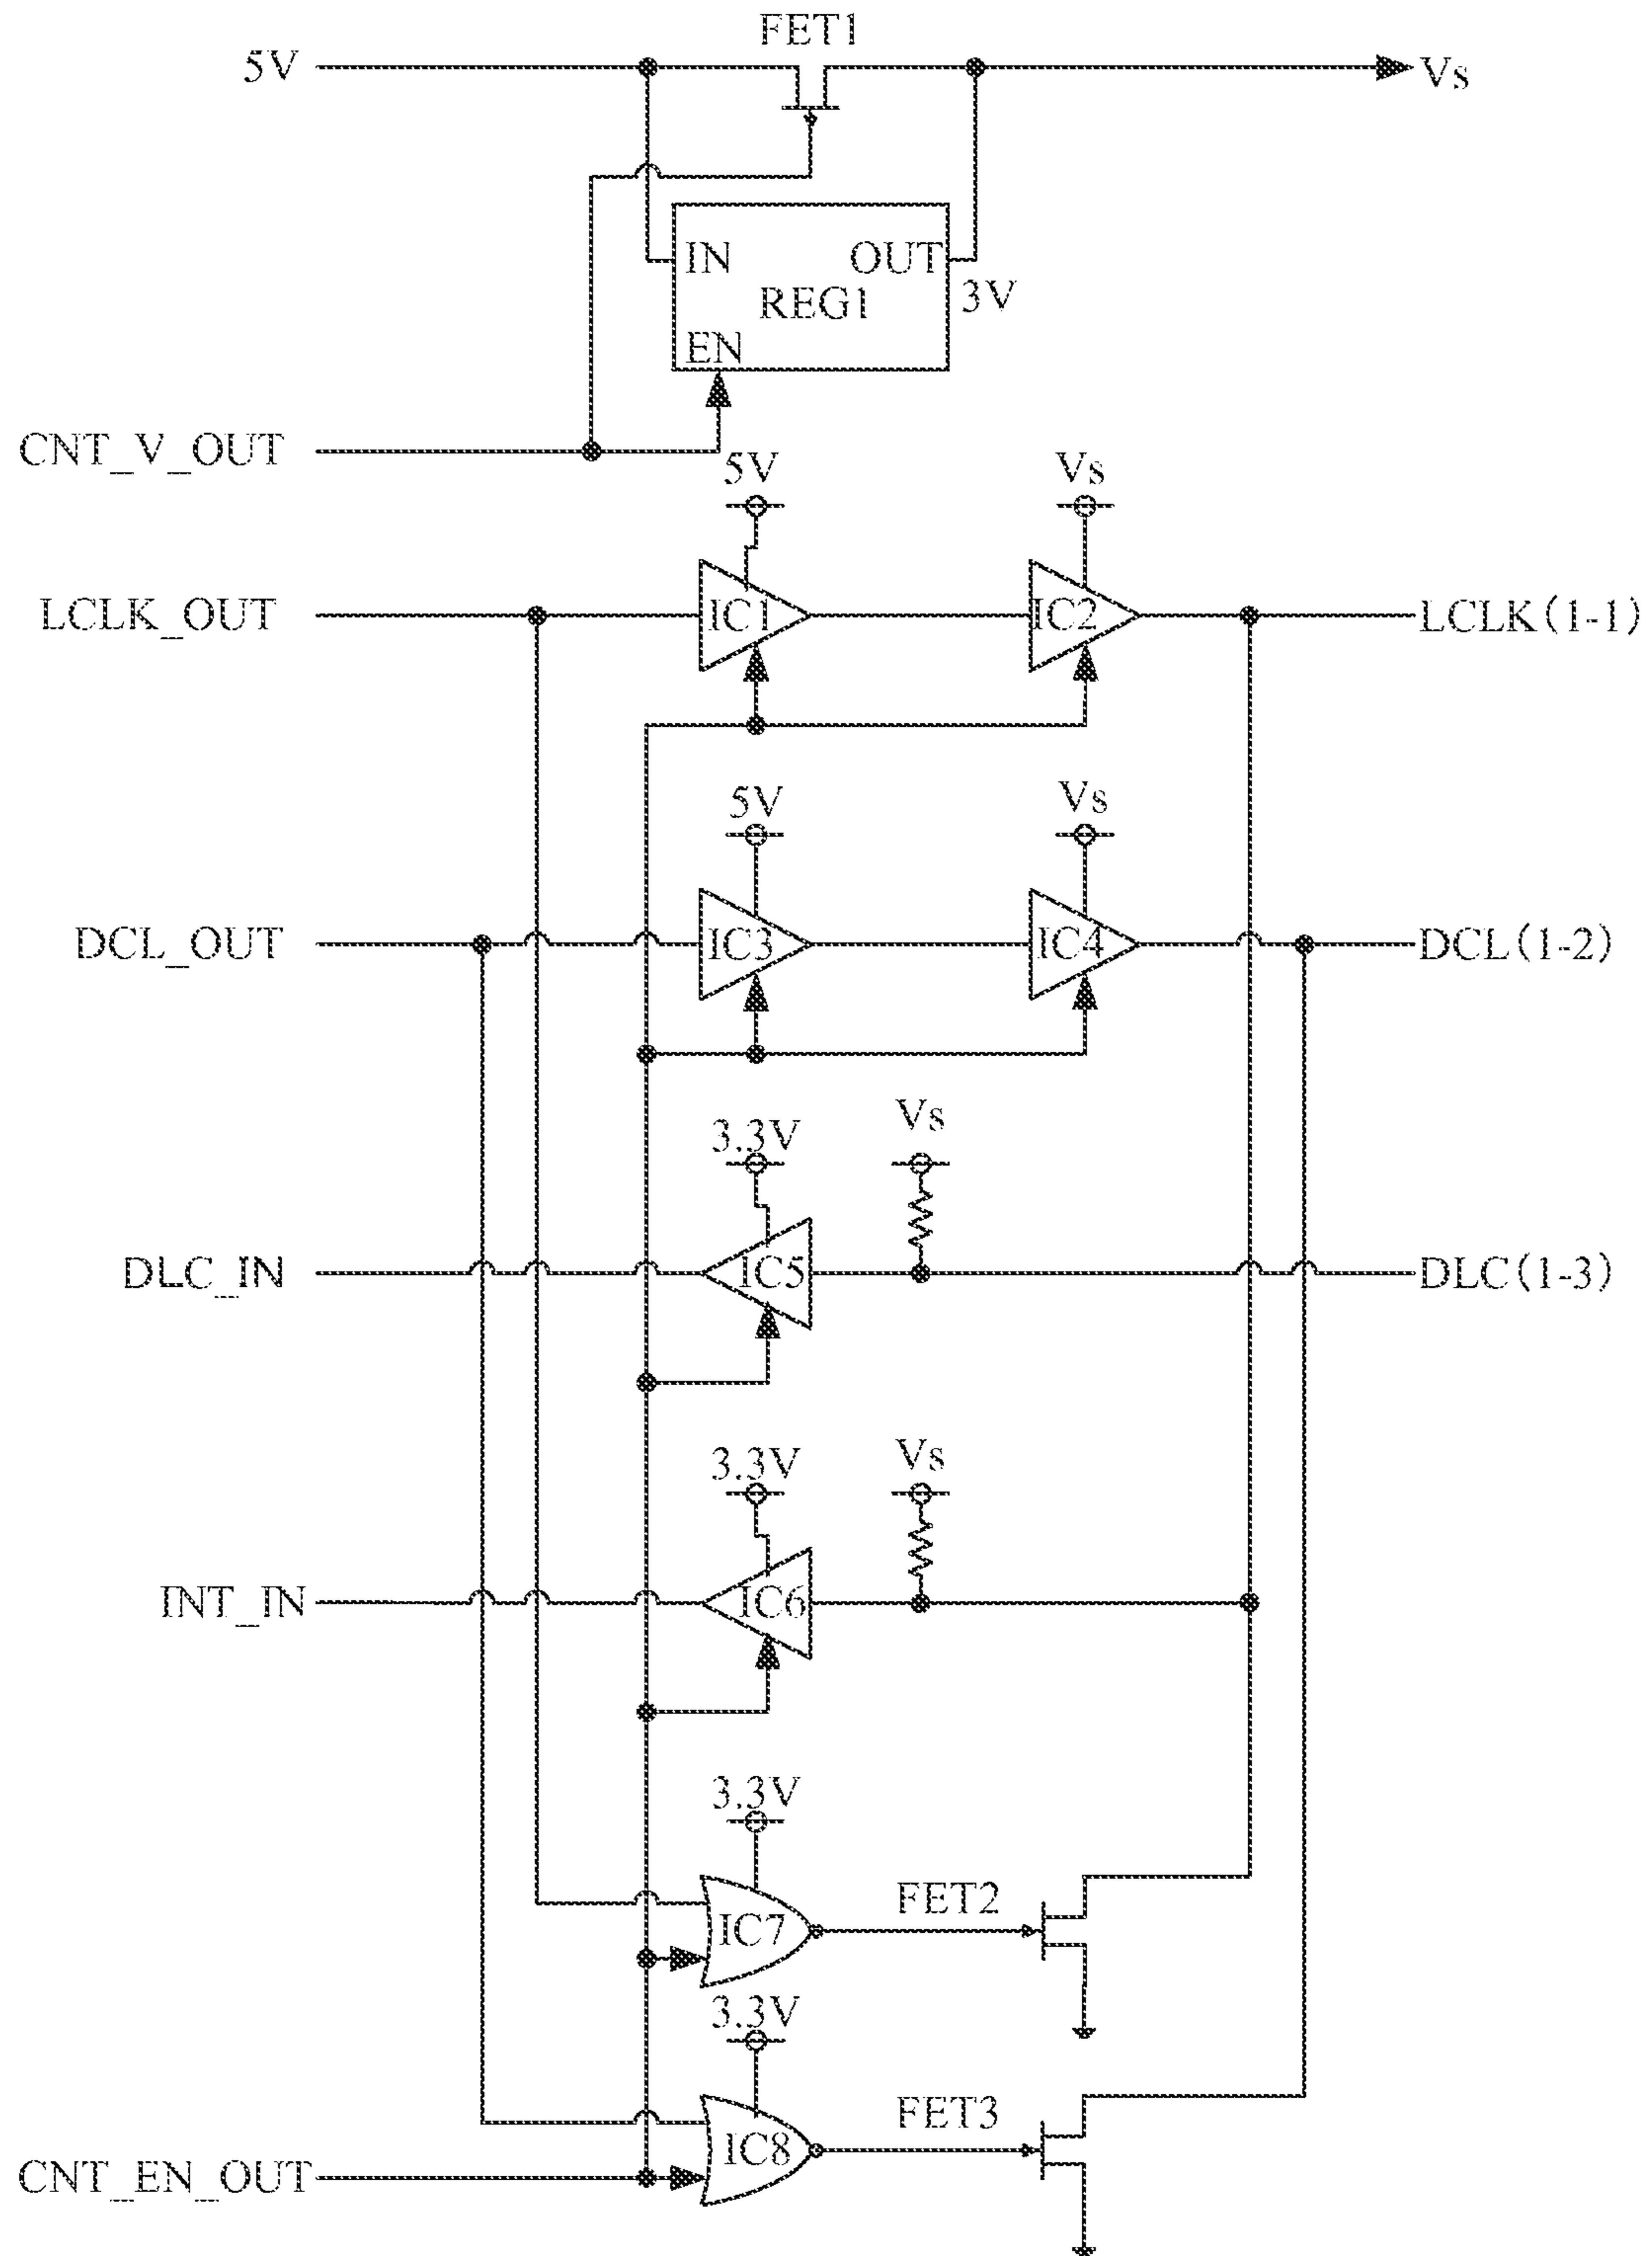 FET1
5V
Vs
IN
OUT
REG1
3V
EN
CNT_V_OUT
5V
Vs
LCLK_OUT
IC1
IC2
LCLK(1-1)
5V
Vs
DCL_OUT
IC3
IC4
DCL(1-2)
3.3V
Vs
DLC_IN
IC5
DLC(1-3)
3.3V
Vs
INT_IN
IC6
3.3V
IC7
FET2
3.3V
IC8
FET3
CNT_EN_OUT